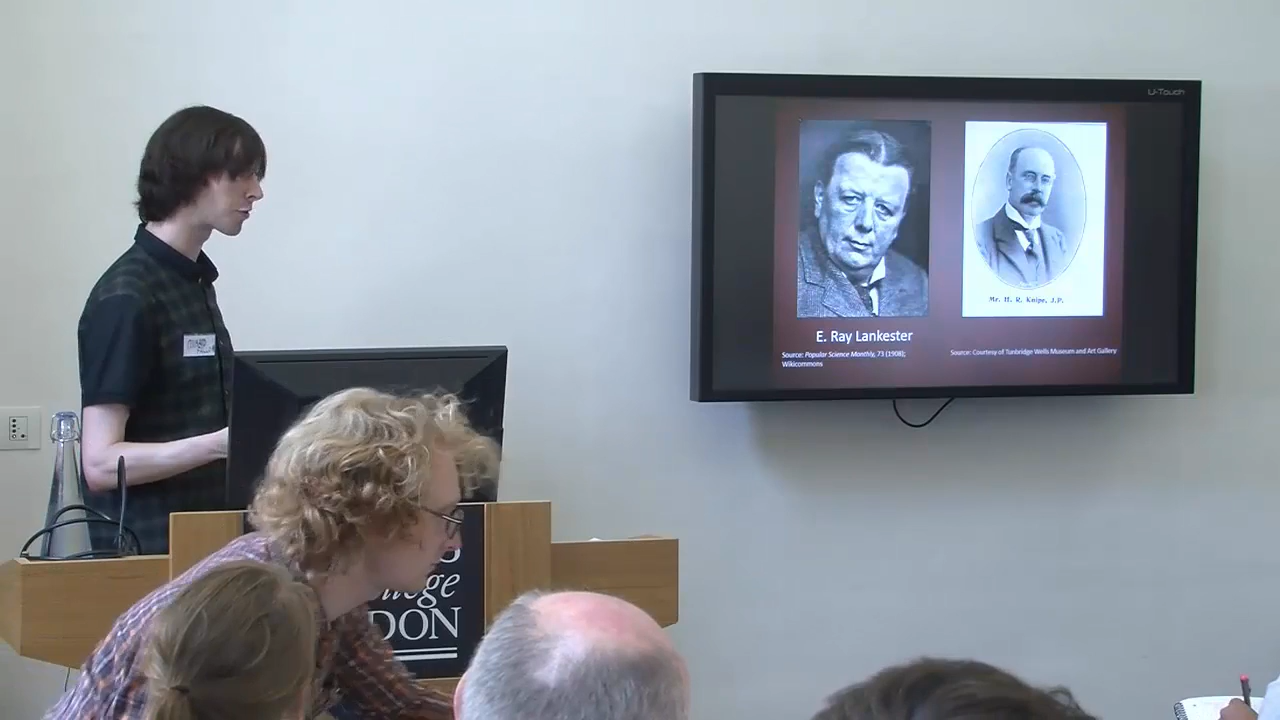 U-Touch
Mr. H. R. Knipe, J.P.
E. Ray Lankester
Source: Popular Science Monthly, 73 (1908);
Wikicommons
Source: Courtesy of Tunbridge Wells Museum and Art Gallery
ege
DON